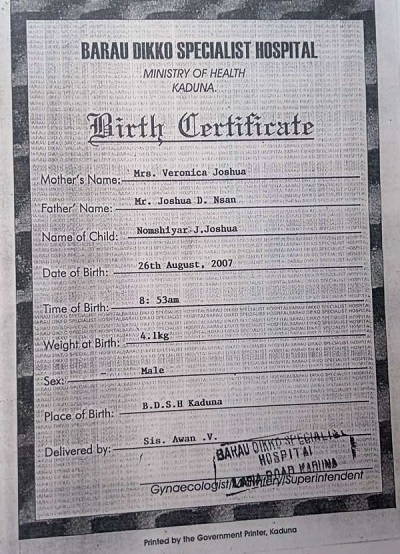 BARAU DIKKO SPECIALIST HOSPITAL
MINISTRY OF HEALTH
KADUNA.
Birth Certificate
Mother's Name: Mrs. Veronica Joshua
Father' Name: Mr. Joshua D. Nsan
Name of Child: Nomshiyar J.Joshua
Date of Birth: 26th August, 2007
Time of Birth: 8: 53am
Weight at Birth: 4.1kg
Sex: Male
Place of Birth: B.D.S.H Kaduna
Delivered by: Sis. Awan .V.
BARAU DIKKO SPECIALIST
HOSPITAL
ROAD KADUNA
Gynaecologist/ /Superintendent
Printed by the Government Printer, Kaduna